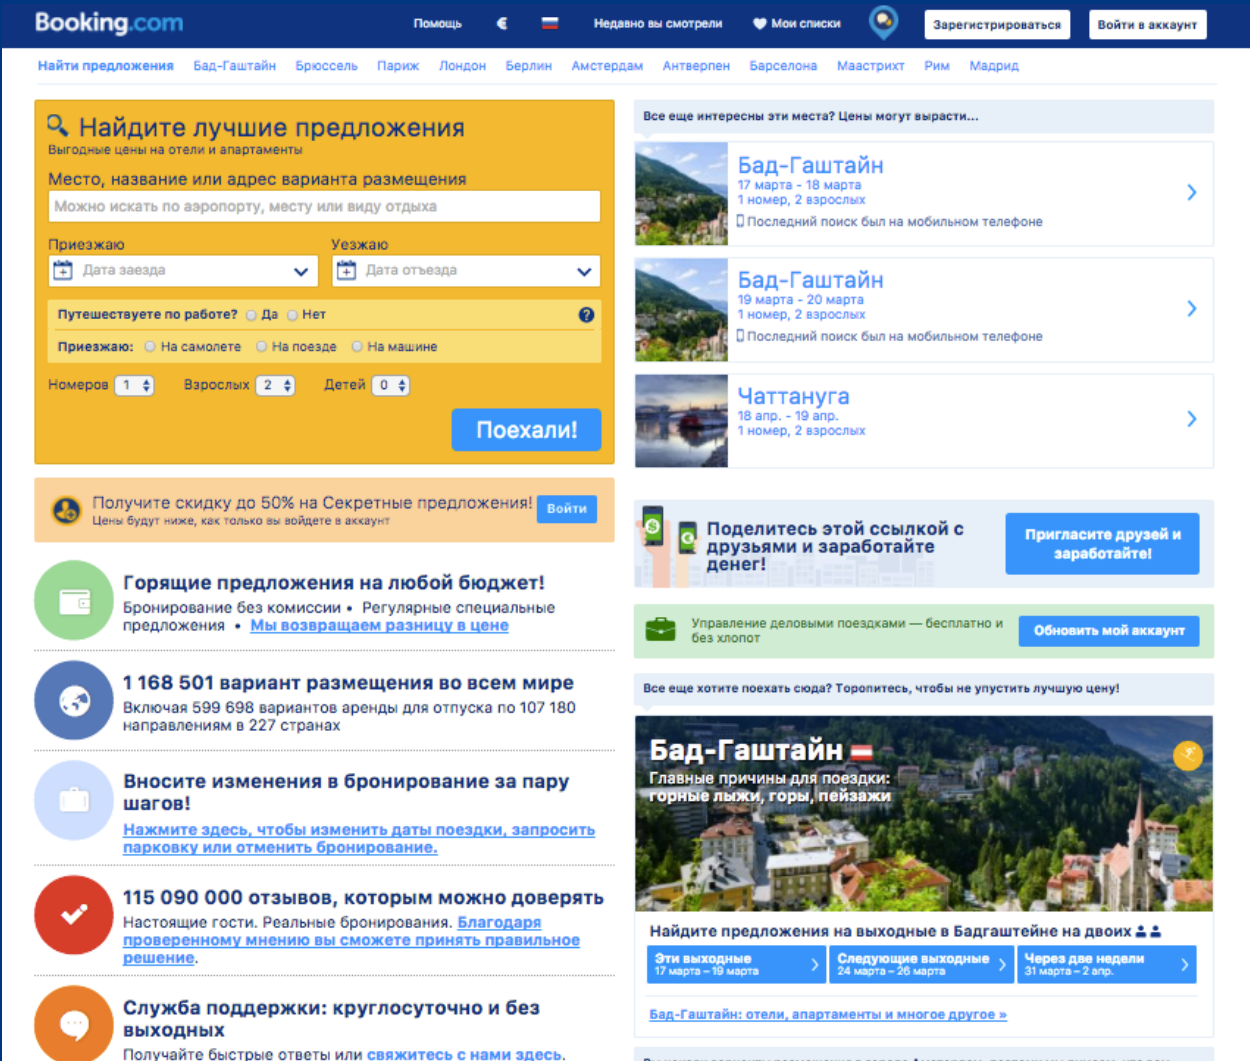 Booking.com
Помощь € Недавно вы смотрели Мои списки Зарегистрироваться Войти в аккаунт
Найти предложения Бад-Гаштайн Брюссель Париж Лондон Берлин Амстердам Антверпен Барселона Маастрихт Рим Мадрид
Найдите лучшие предложения
Выгодные цены на отели и апартаменты
Место, название или адрес варианта размещения
Можно искать по аэропорту, месту или виду отдыха
Приезжаю Уезжаю
Дата заезда Дата отъезда
Путешествуете по работе? Да Нет ?
Приезжаю: На самолете На поезде На машине
Номеров 1 Взрослых 2 Детей 0
Поехали!
Получите скидку до 50% на Секретные предложения!
Цены будут ниже, как только вы войдете в аккаунт
Войти
Горящие предложения на любой бюджет!
Бронирование без комиссии • Регулярные специальные
предложения • Мы возвращаем разницу в цене
1 168 501 вариант размещения во всем мире
Включая 599 698 вариантов аренды для отпуска по 107 180
направлениям в 227 странах
Вносите изменения в бронирование за пару
шагов!
Нажмите здесь, чтобы изменить даты поездки, запросить
парковку или отменить бронирование.
115 090 000 отзывов, которым можно доверять
Настоящие гости. Реальные бронирования. Благодаря
проверенному мнению вы сможете принять правильное
решение.
Служба поддержки: круглосуточно и без
выходных
Получайте быстрые ответы или свяжитесь с нами здесь.
Все еще интересны эти места? Цены могут вырасти...
Бад-Гаштайн
17 марта - 18 марта
1 номер, 2 взрослых
Последний поиск был на мобильном телефоне
Бад-Гаштайн
19 марта - 20 марта
1 номер, 2 взрослых
Последний поиск был на мобильном телефоне
Чаттануга
18 апр. - 19 апр.
1 номер, 2 взрослых
Поделитесь этой ссылкой с
друзьями и заработайте
денег!
Пригласите друзей и
заработайте!
Управление деловыми поездками — бесплатно и
без хлопот
Обновить мой аккаунт
Все еще хотите поехать сюда? Торопитесь, чтобы не упустить лучшую цену!
Бад-Гаштайн
Главные причины для поездки:
горные лыжи, горы, пейзажи
Найдите предложения на выходные в Бадгаштейне на двоих
Эти выходные
17 марта – 19 марта
Следующие выходные
24 марта – 26 марта
Через две недели
31 марта – 2 апр.
Бад-Гаштайн: отели, апартаменты и многое другое »